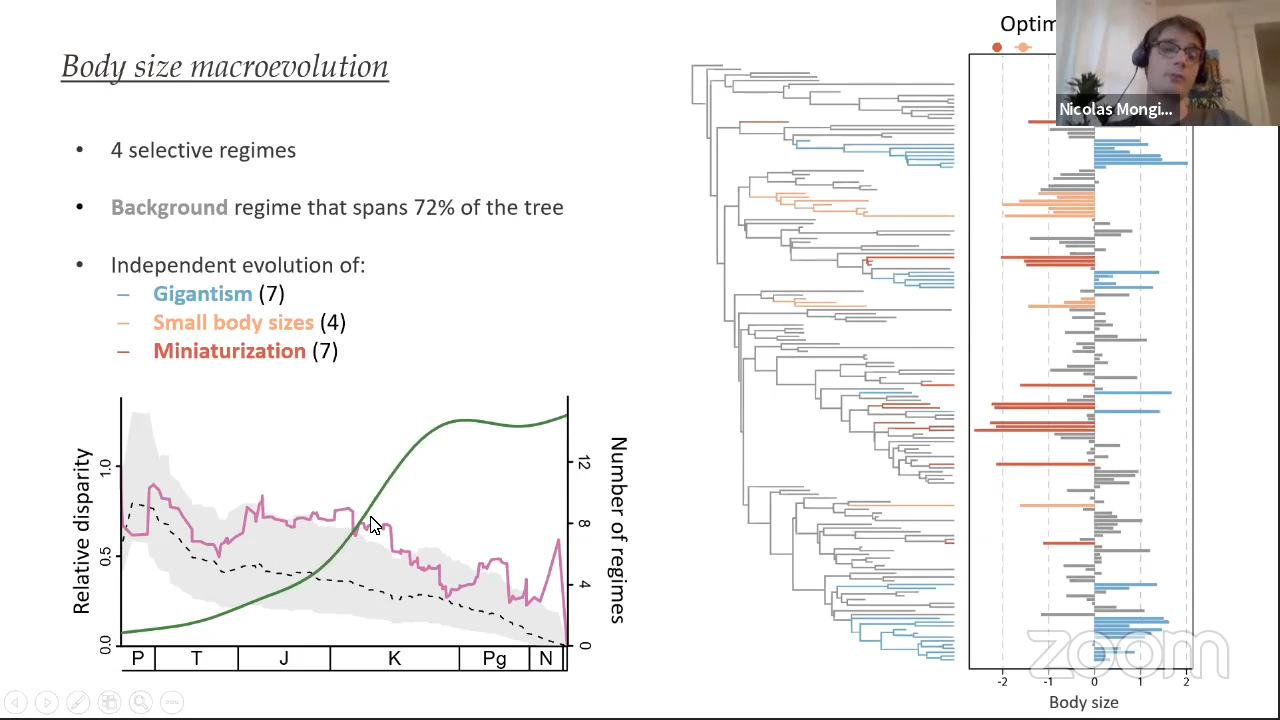 Body size macroevolution
• 4 selective regimes
• Background regime that spans 72% of the tree
• Independent evolution of:
– Gigantism (7)
– Small body sizes (4)
– Miniaturization (7)
Relative disparity
1.0
0.5
0.0
Number of regimes
12
8
4
0
P T J K Pg N
Nicolas Mongi...
-2 -1 0 1 2
Body size
zoom